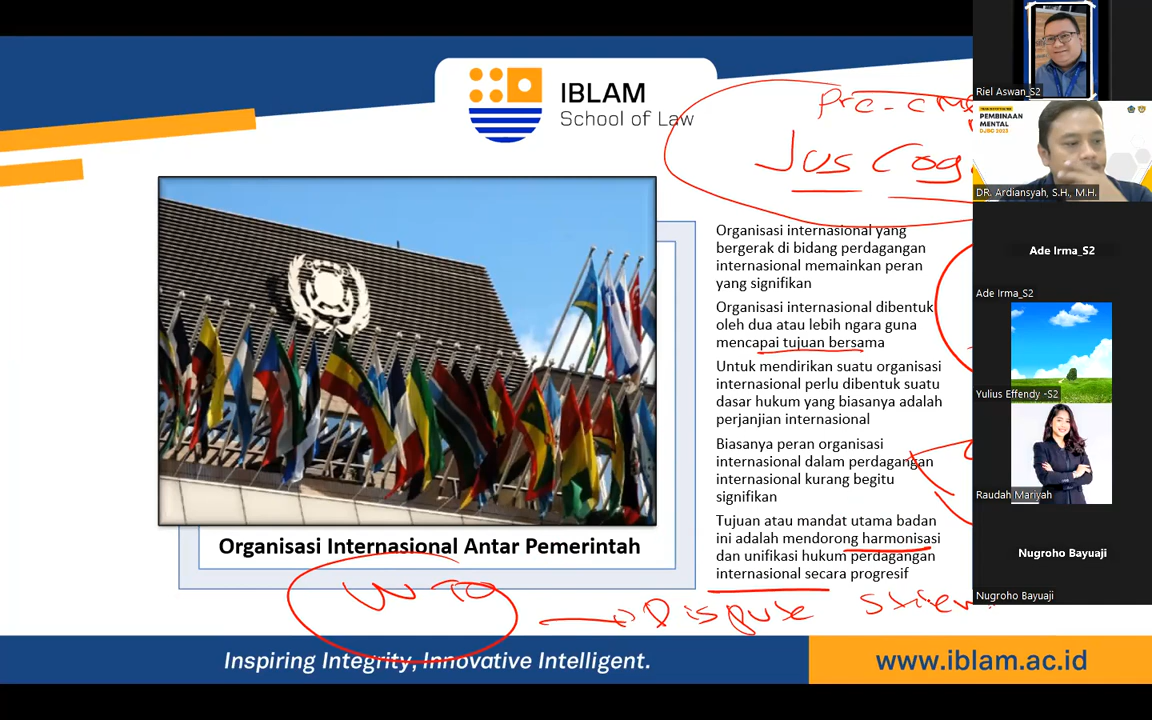 IBLAM
School of Law
Jus Cog
Organisasi internasional yang
bergerak di bidang perdagangan
internasional memainkan peran
yang signifikan
Organisasi internasional dibentuk
oleh dua atau lebih ngara guna
mencapai tujuan bersama
Untuk mendirikan suatu organisasi
internasional perlu dibentuk suatu
dasar hukum yang biasanya adalah
perjanjian internasional
Biasanya peran organisasi
internasional dalam perdagangan
internasional kurang begitu
signifikan
Tujuan atau mandat utama badan
ini adalah mendorong harmonisasi
dan unifikasi hukum perdagangan
internasional secara progresif
Organisasi Internasional Antar Pemerintah
WTO
Dispute
Inspiring Integrity, Innovative Intelligent.
www.iblam.ac.id
Riel Aswan_S2
PEMBINAAN
MENTAL
DJBC 2023
DR. Ardiansyah, S.H., M.H.
Ade Irma_S2
Ade Irma_S2
Yulius Effendy -S2
Raudah Mariyah
Nugroho Bayuaji
Nugroho Bayuaji